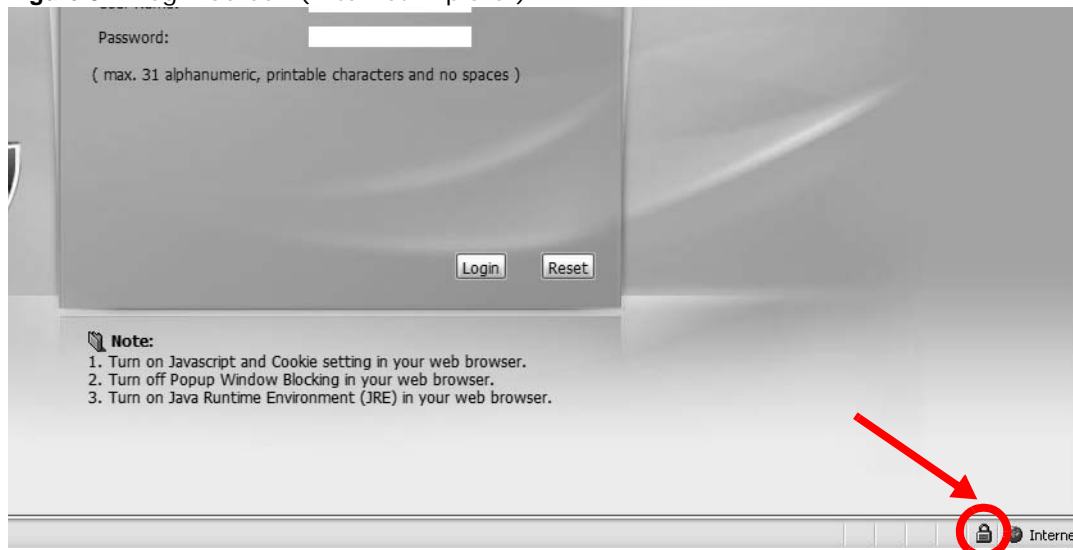 Password:
( max. 31 alphanumeric, printable characters and no spaces )
Login Reset
Note:
1. Turn on Javascript and Cookie setting in your web browser.
2. Turn off Popup Window Blocking in your web browser.
3. Turn on Java Runtime Environment (JRE) in your web browser.